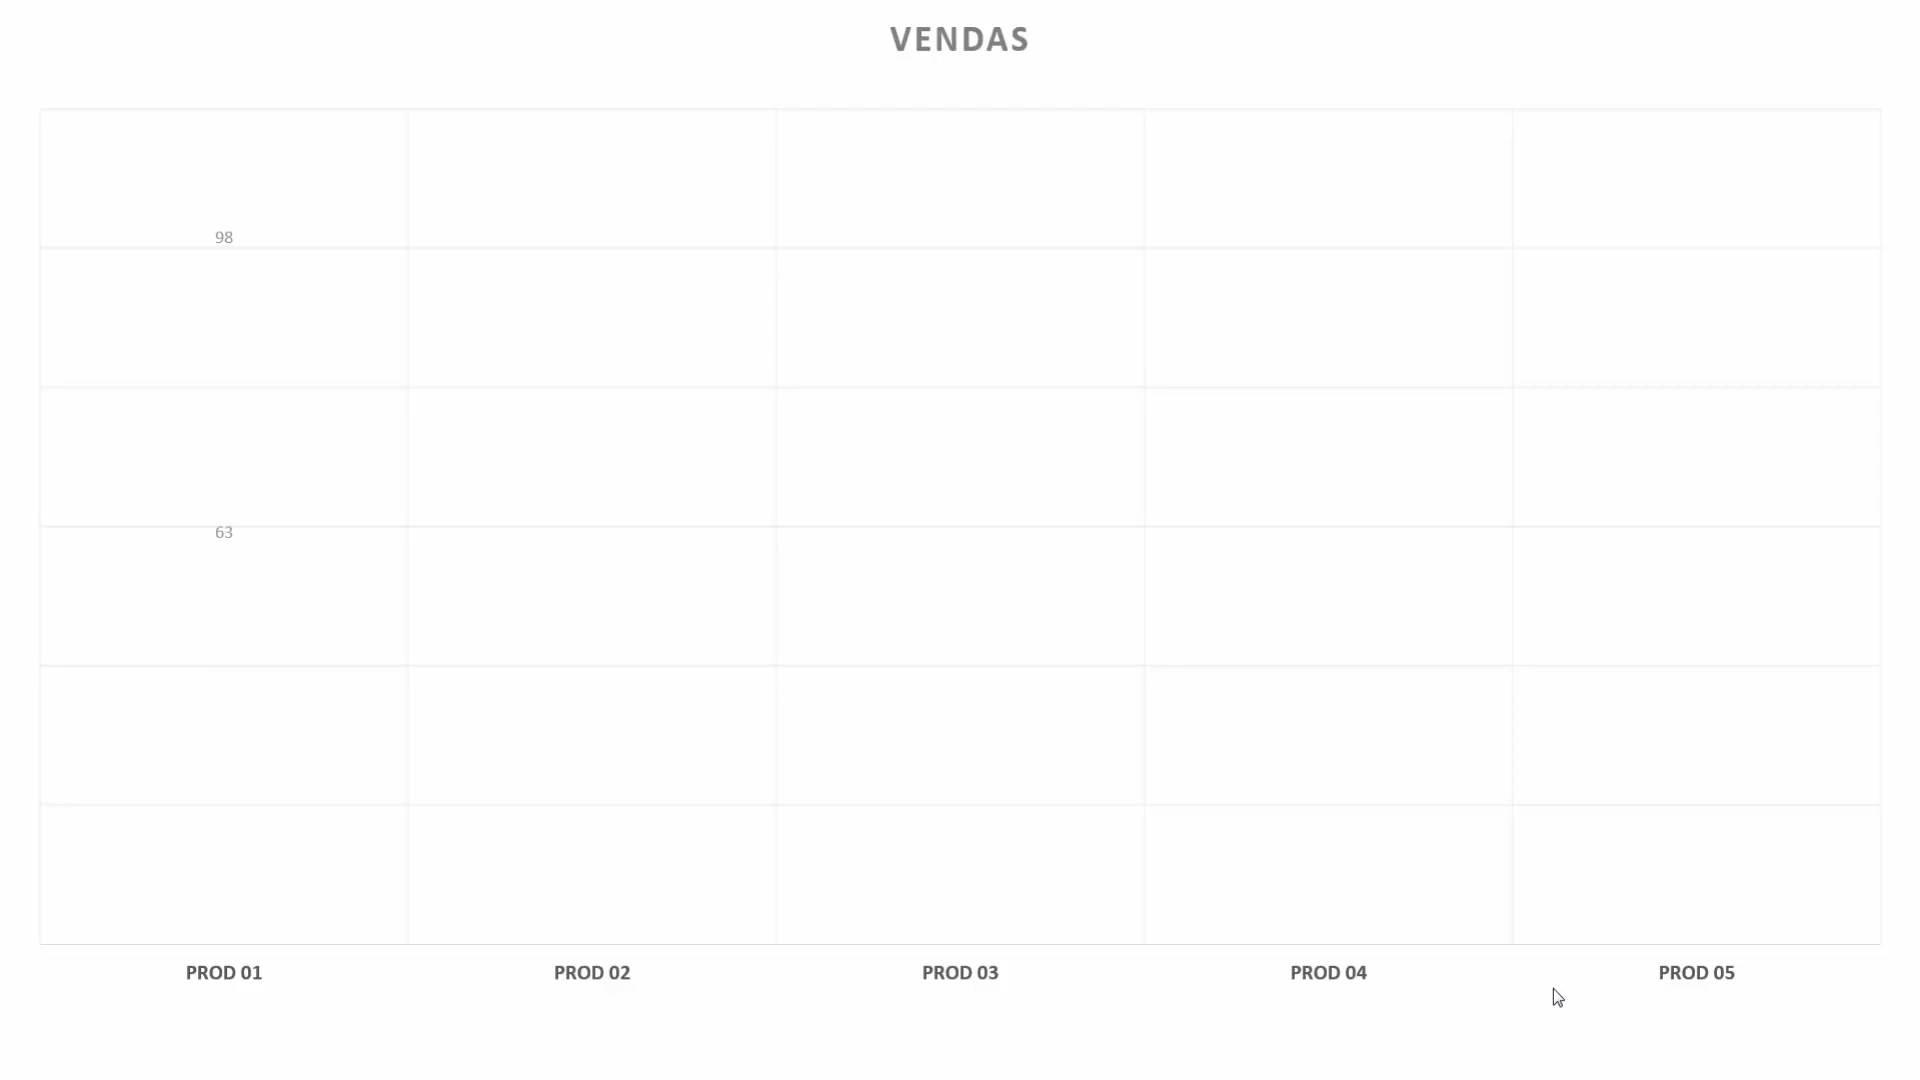 VENDAS
98
63
PROD 01 PROD 02 PROD 03 PROD 04 PROD 05